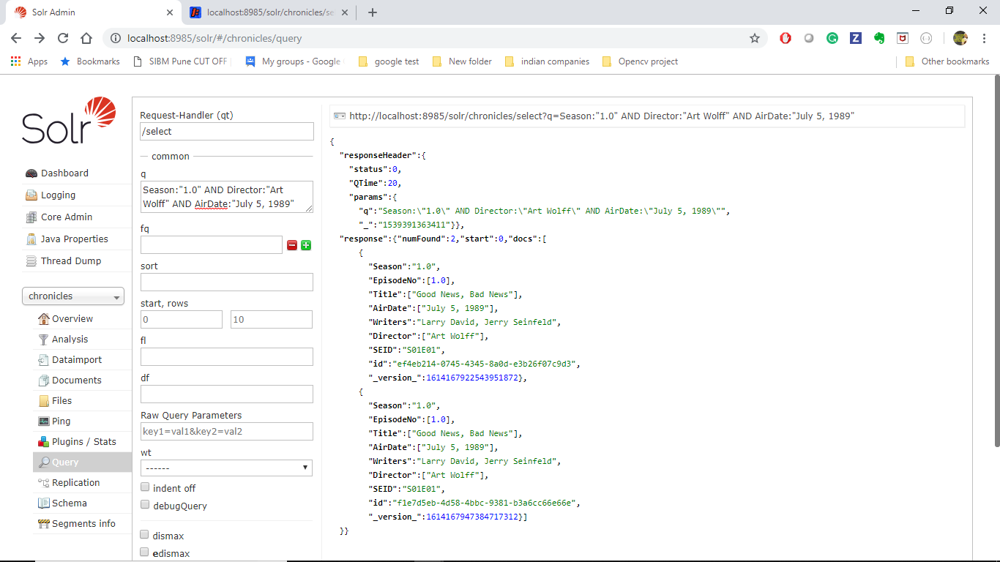 Solr Admin
localhost:8985/solr/chronicles/se
localhost:8985/solr/#/chronicles/query
Apps
Bookmarks
SIBM Pune CUT OFF
My groups - Google
google test
New folder
indian companies
Opencv project
Other bookmarks
Solr
Dashboard
Logging
Core Admin
Java Properties
Thread Dump
chronicles
Overview
Analysis
Dataimport
Documents
Files
Ping
Plugins / Stats
Query
Replication
Schema
Segments info
Request-Handler (qt)
/select
common
q
Season:"1.0" AND Director:"Art
Wolff" AND AirDate:"July 5, 1989"
fq
sort
start, rows
0
10
fl
df
Raw Query Parameters
key1=val1&key2=val2
wt
------
indent off
debugQuery
dismax
edismax
http://localhost:8985/solr/chronicles/select?q=Season:"1.0" AND Director:"Art Wolff" AND AirDate:"July 5, 1989"
{
"responseHeader":{
"status":0,
"QTime":20,
"params":{
"q":"Season:\"1.0\" AND Director:\"Art Wolff\" AND AirDate:\"July 5, 1989\"",
"_":"1539391363411"}},
"response":{"numFound":2,"start":0,"docs":[
{
"Season":"1.0",
"EpisodeNo":[1.0],
"Title":["Good News, Bad News"],
"AirDate":["July 5, 1989"],
"Writers":"Larry David, Jerry Seinfeld",
"Director":["Art Wolff"],
"SEID":"S01E01",
"id":"ef4eb214-0745-4345-8a0d-e3b26f07c9d3",
"_version_":1614167922543951872},
{
"Season":"1.0",
"EpisodeNo":[1.0],
"Title":["Good News, Bad News"],
"AirDate":["July 5, 1989"],
"Writers":"Larry David, Jerry Seinfeld",
"Director":["Art Wolff"],
"SEID":"S01E01",
"id":"f1e7d5eb-4d58-4bbc-9381-b3a6cc66e66e",
"_version_":1614167947384717312}]
}}